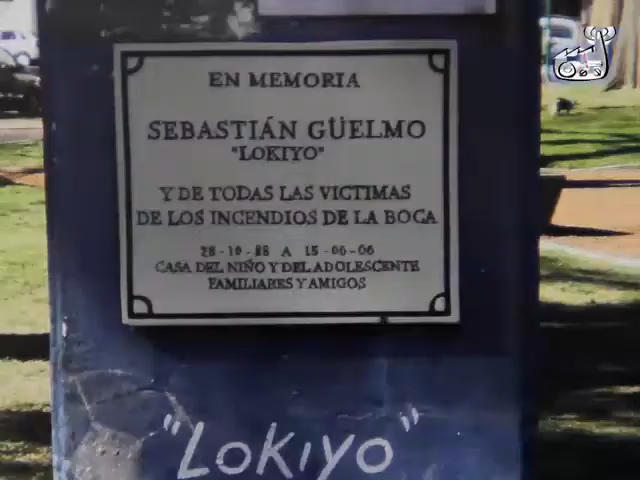 EN MEMORIA
SEBASTIÁN GÜELMO
"LOKIYO"
Y DE TODAS LAS VICTIMAS
DE LOS INCENDIOS DE LA BOCA
28-10-88 A 15-06-06
CASA DEL NIÑO Y DEL ADOLESCENTE
FAMILIARES Y AMIGOS
"LOKIYO"